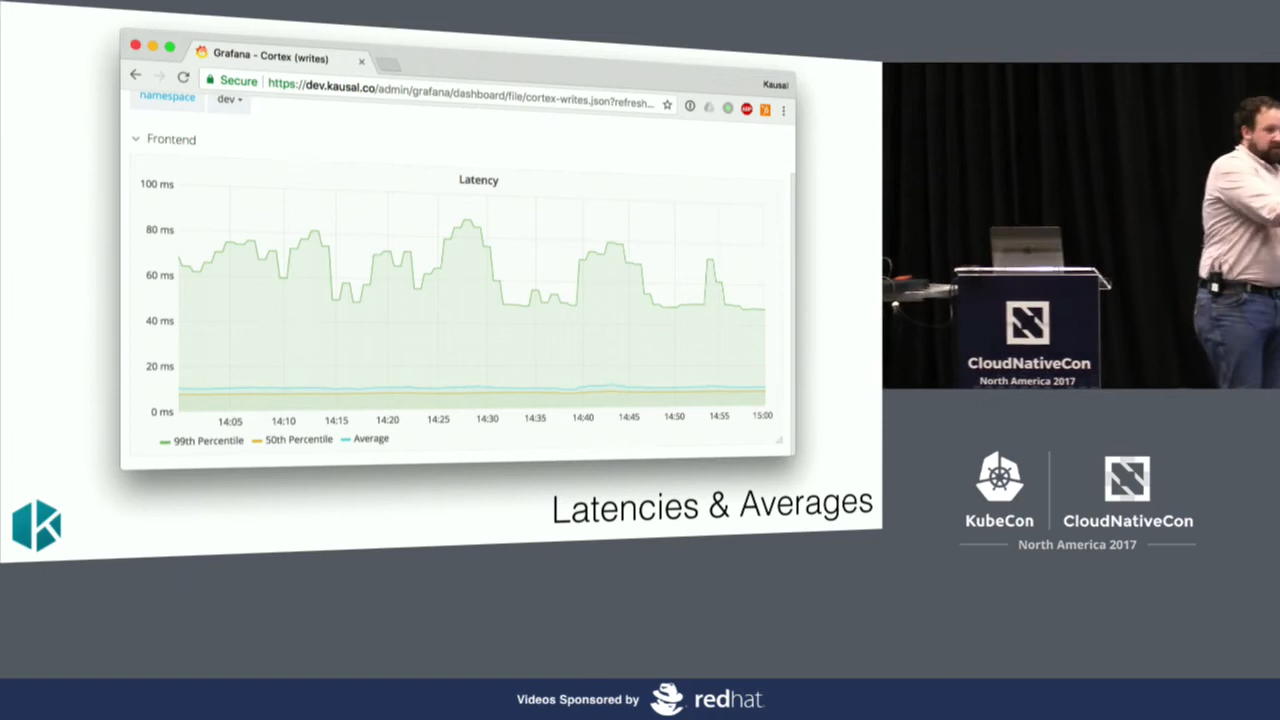 Grafana - Cortex (writes)
Kausal
Secure https://dev.kausal.co/admin/grafana/dashboard/file/cortex-writes.json?refresh...
namespace dev
Frontend
Latency
100 ms
80 ms
60 ms
40 ms
20 ms
0 ms
14:05 14:10 14:15 14:20 14:25 14:30 14:35 14:40 14:45 14:50 14:55 15:00
99th Percentile 50th Percentile Average
Latencies & Averages
K
CloudNativeCon
North America 2017
KubeCon CloudNativeCon
North America 2017
Videos Sponsored by redhat